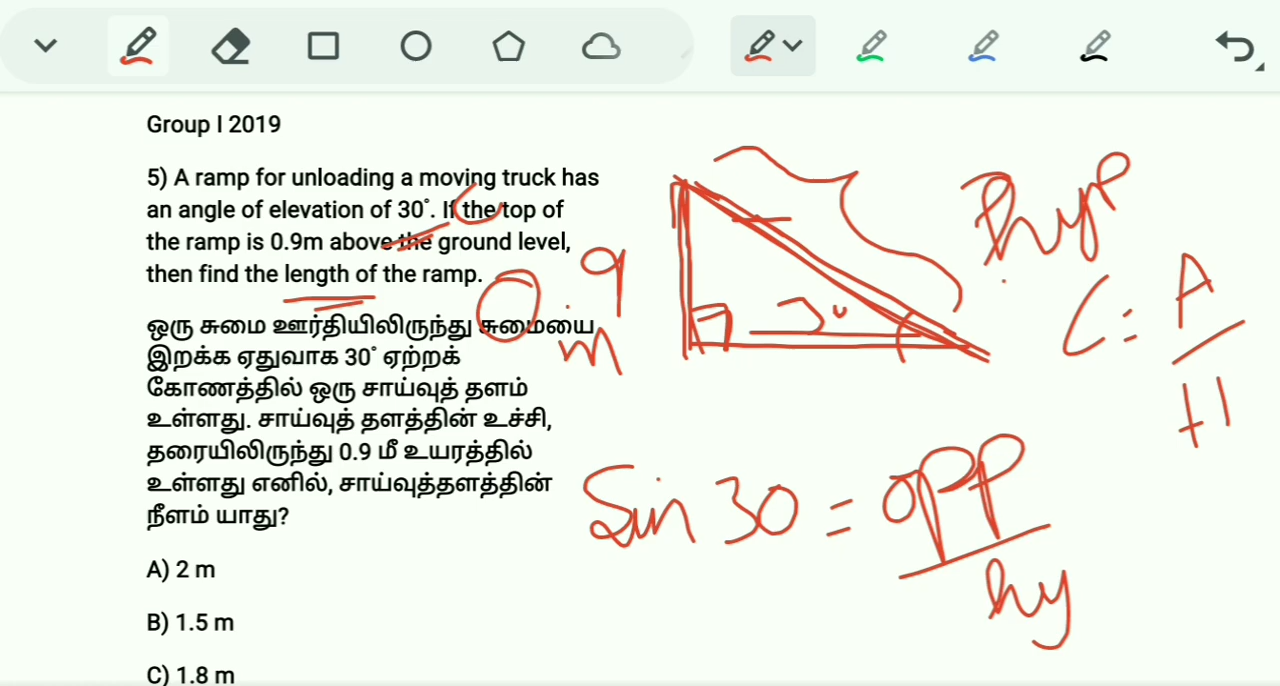 Group I 2019
5) A ramp for unloading a moving truck has
an angle of elevation of 30°. If the top of
the ramp is 0.9m above the ground level,
then find the length of the ramp.
ஒரு சுமை ஊர்தியிலிருந்து சுமையை
இறக்க ஏதுவாக 30° ஏற்றக்
கோணத்தில் ஒரு சாய்வுத் தளம்
உள்ளது. சாய்வுத் தளத்தின் உச்சி,
தரையிலிருந்து 0.9 மீ உயரத்தில்
உள்ளது எனில், சாய்வுத்தளத்தின்
நீளம் யாது?
A) 2 m
B) 1.5 m
C) 1.8 m
0.9
m
hyp
C = A
H
Sin 30 = opp
hy